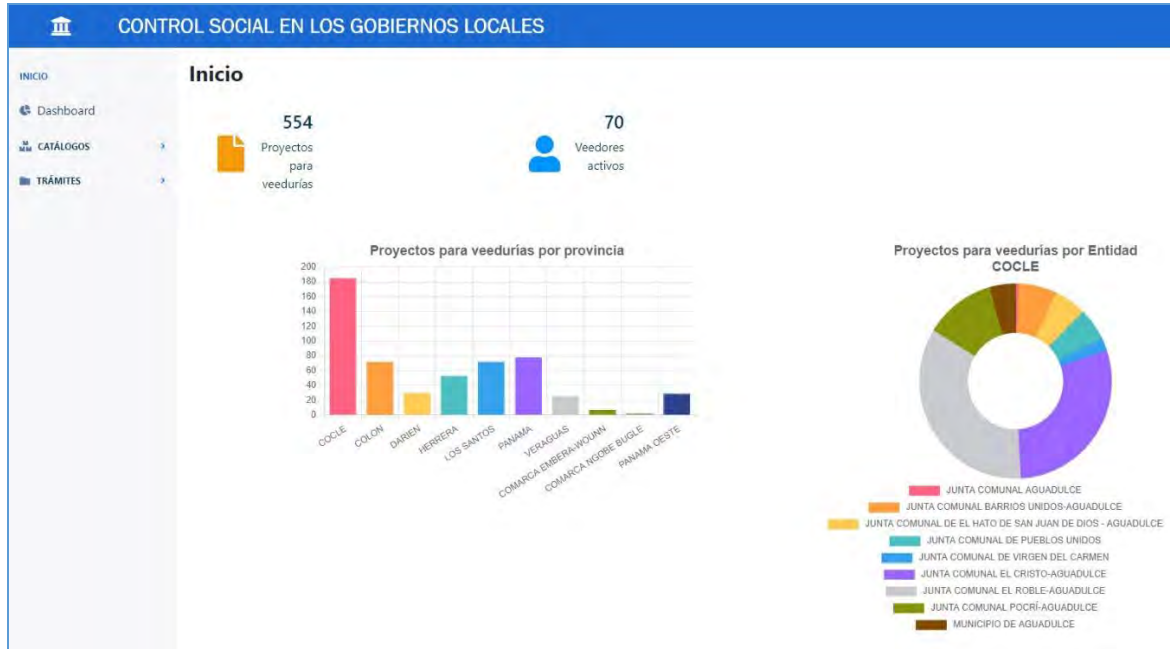 CONTROL SOCIAL EN LOS GOBIERNOS LOCALES
INICIO
Dashboard
CATÁLOGOS
TRÁMITES
Inicio
554
Proyectos
para
veedurías
70
Veedores
activos
Proyectos para veedurías por provincia
200
180
160
140
120
100
80
60
40
20
0
COCLE
COLON
DARIEN
HERRERA
LOS SANTOS
PANAMA
VERAGUAS
COMARCA EMBERA-WOUNN
COMARCA NGOBE BUGLE
PANAMA OESTE
Proyectos para veedurías por Entidad
COCLE
JUNTA COMUNAL AGUADULCE
JUNTA COMUNAL BARRIOS UNIDOS-AGUADULCE
JUNTA COMUNAL DE EL HATO DE SAN JUAN DE DIOS - AGUADULCE
JUNTA COMUNAL DE PUEBLOS UNIDOS
JUNTA COMUNAL DE VIRGEN DEL CARMEN
JUNTA COMUNAL EL CRISTO-AGUADULCE
JUNTA COMUNAL EL ROBLE-AGUADULCE
JUNTA COMUNAL POCRÍ-AGUADULCE
MUNICIPIO DE AGUADULCE